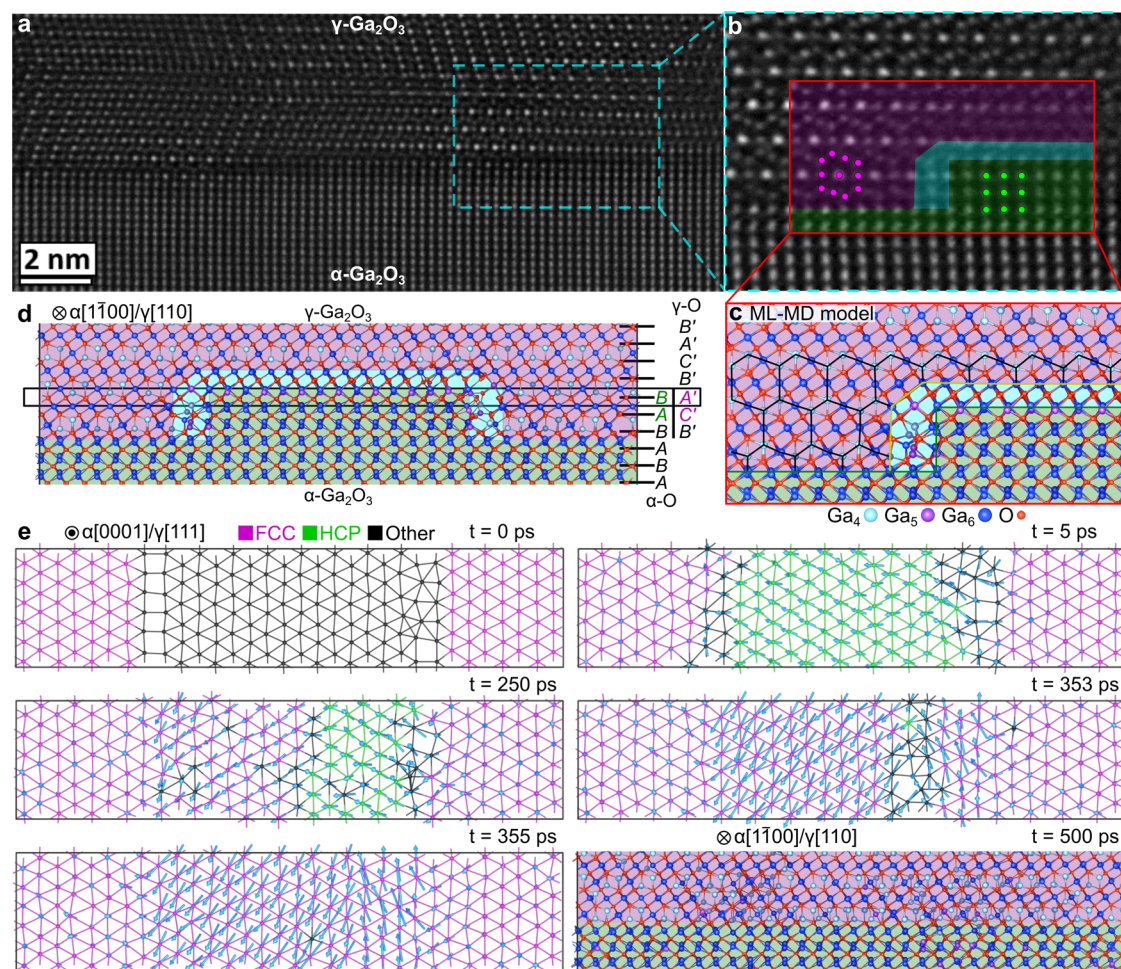 a
γ-Ga₂O₃
b
2 nm
α-Ga₂O₃
d
⊗α[11̄00]/γ[110]
γ-Ga₂O₃
γ-O
B′
A′
C′
B′
B A′
A C′
B B′
A
B
A
α-Ga₂O₃
α-O
c ML-MD model
Ga₄ Ga₅ Ga₆ O
e
⊙α[0001]/γ[111]
FCC HCP Other
t = 0 ps
t = 5 ps
t = 250 ps
t = 353 ps
t = 355 ps
⊗α[11̄00]/γ[110]
t = 500 ps